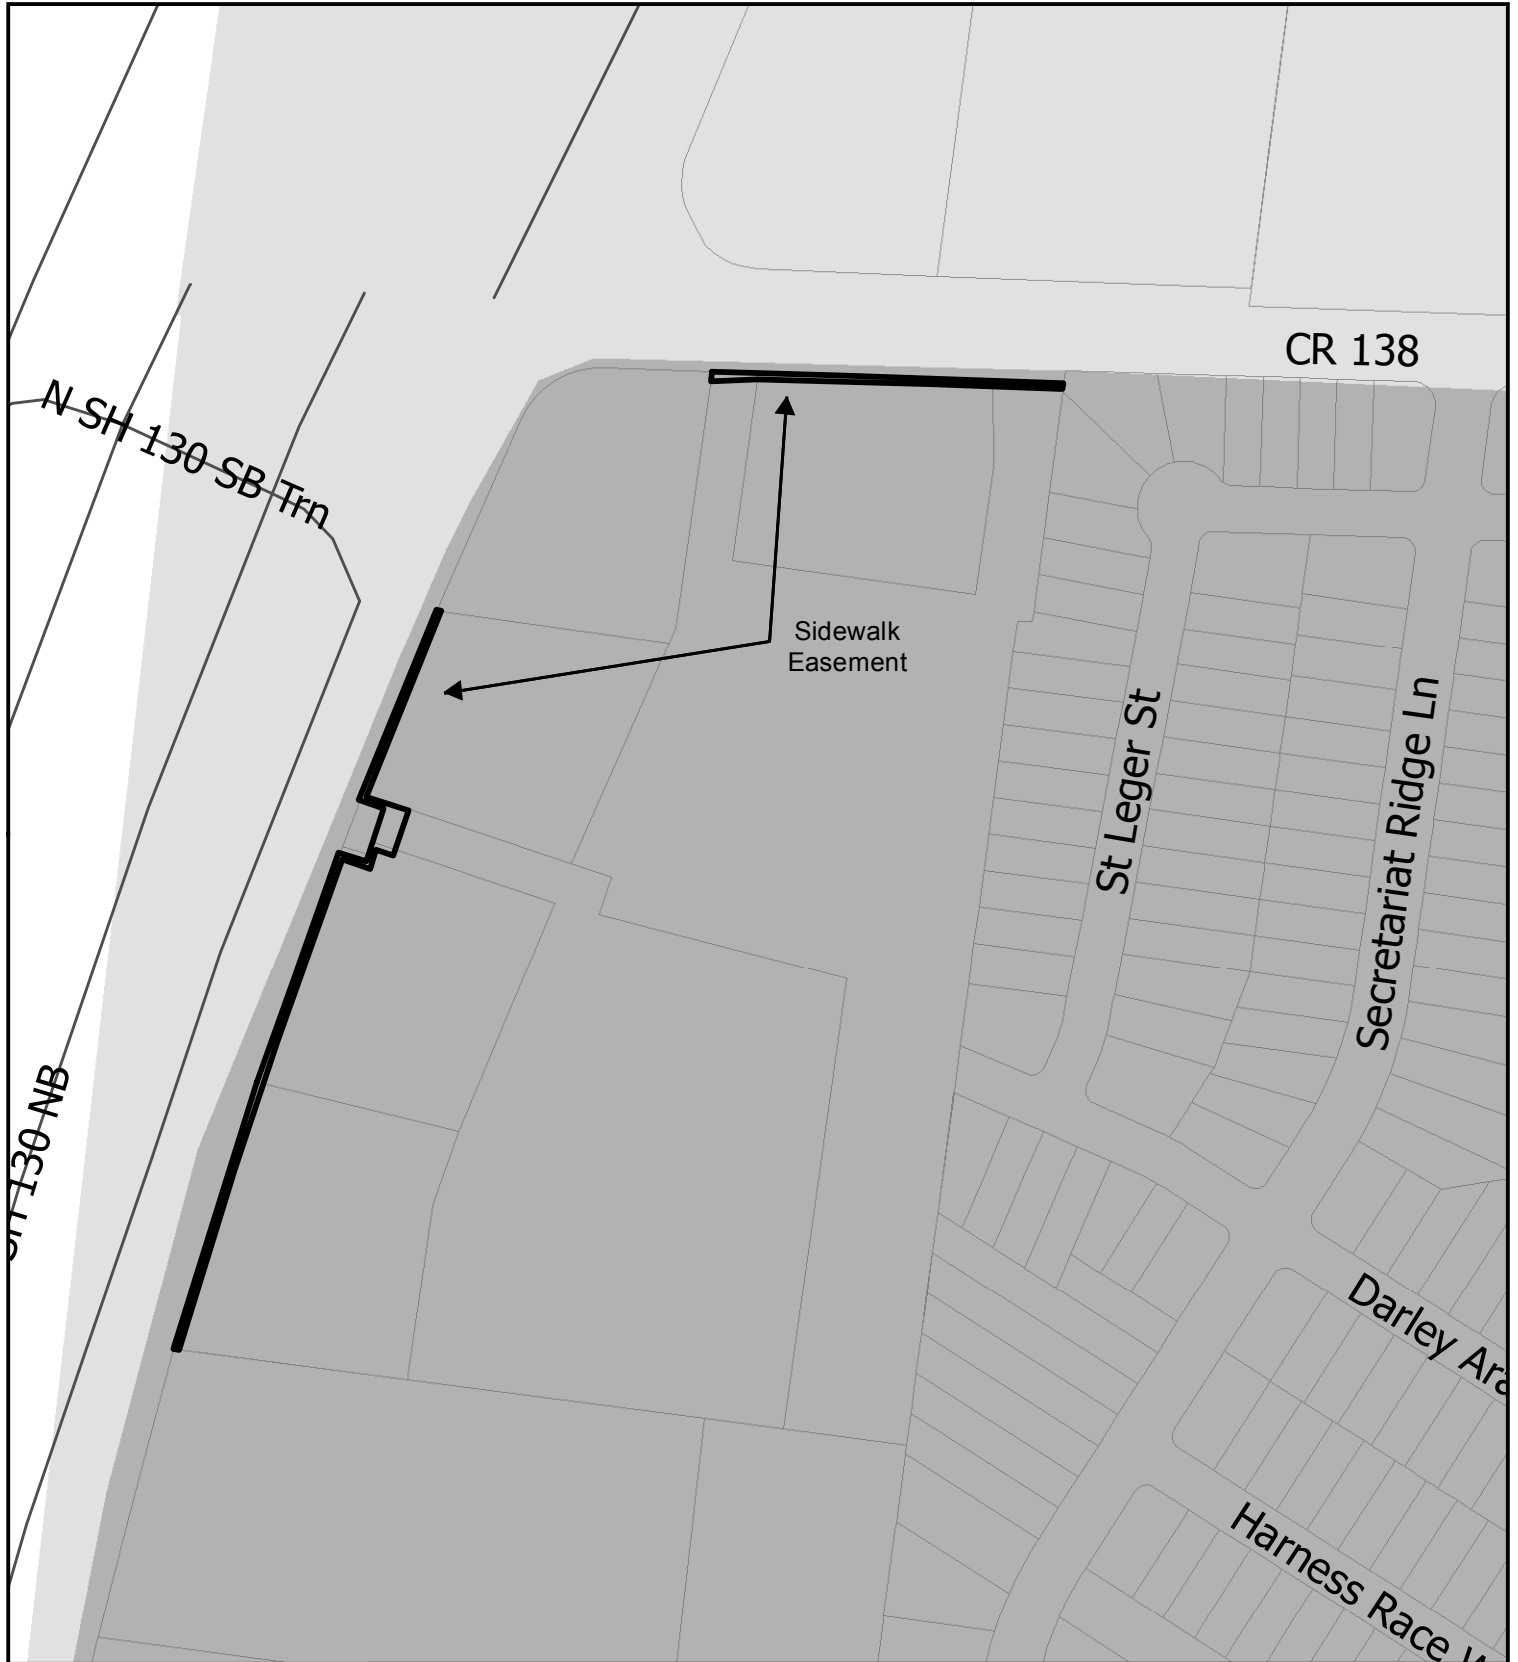 CR 138
N SH 130 SB Trn
Sidewalk
Easement
St Leger St
Secretariat Ridge Ln
SH 130 NB
Darley Ara
Harness Race